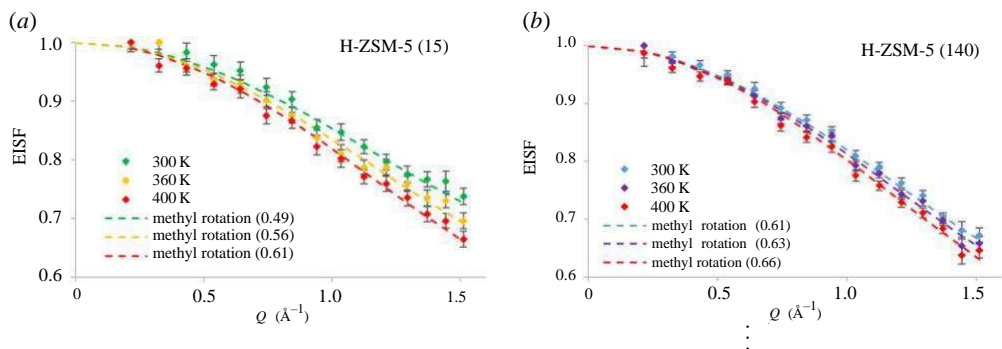 (a)
H-ZSM-5 (15)
1.0
0.9
0.8
0.7
0.6
EISF
300 K
360 K
400 K
methyl rotation (0.49)
methyl rotation (0.56)
methyl rotation (0.61)
0
0.5
1.0
1.5
Q (Å⁻¹)
(b)
H-ZSM-5 (140)
1.0
0.9
0.8
0.7
0.6
EISF
300 K
360 K
400 K
methyl rotation (0.61)
methyl rotation (0.63)
methyl rotation (0.66)
0
0.5
1.0
1.5
Q (Å⁻¹)